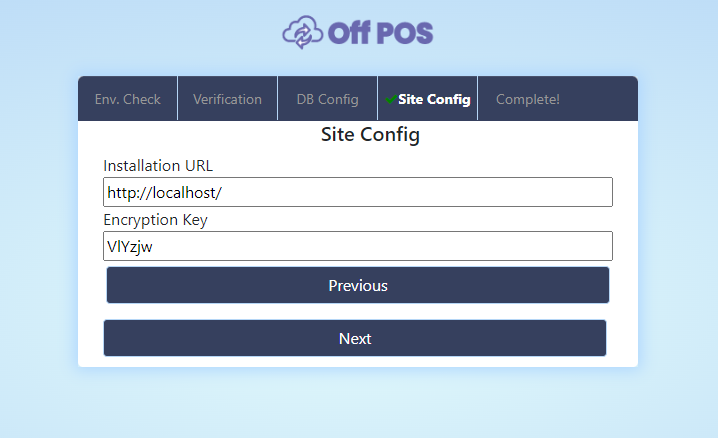 Off POS
Env. Check Verification DB Config Site Config Complete!
Site Config
Installation URL
http://localhost/
Encryption Key
VlYzjw
Previous
Next